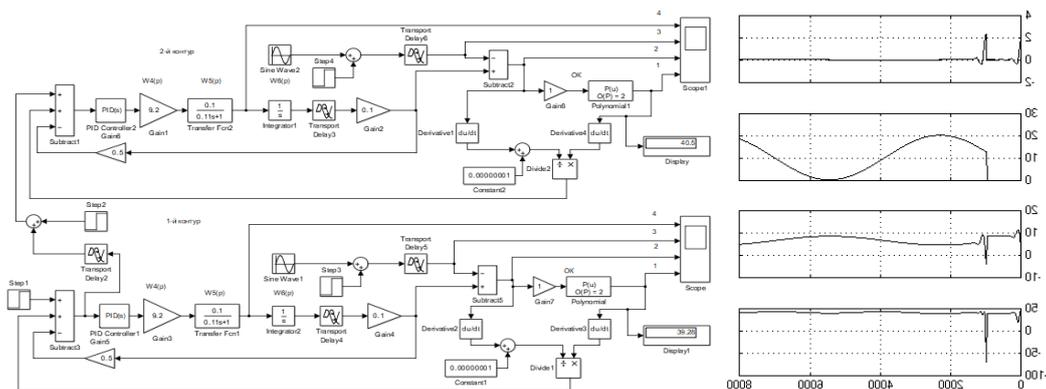 2-й контур
Step4
Sine Wave2
W6(p)
Transport
Delay6
4
3
2
1
Scope1
W4(p)
W5(p)
PID(s)
PID Controller2
Gain6
9.2
Gain1
0.1
0.11s+1
Transfer Fcn2
1
s
Integrator1
Transport
Delay3
0.1
Gain2
Subtract2
OK
1
Gain8
P(u)
O(P) = 2
Polynomial1
Subtract1
0.5
Derivative1
du/dt
Derivative4
du/dt
40.5
Display
0.00000001
Constant2
Divide2
Step2
Transport
Delay2
1-й контур
Step1
Sine Wave1
Step3
W6(p)
Transport
Delay5
4
3
2
1
Scope
W4(p)
W5(p)
PID(s)
PID Controller1
Gain5
9.2
Gain3
0.1
0.11s+1
Transfer Fcn1
1
s
Integrator2
Transport
Delay4
0.1
Gain4
Subtract5
OK
1
Gain7
P(u)
O(P) = 2
Polynomial
Subtract3
0.5
Derivative2
du/dt
Derivative3
du/dt
39.28
Display1
0.00000001
Constant1
Divide1
4
2
0
-2
30
20
10
0
20
10
0
-10
50
0
-50
-100
8000
6000
4000
2000
0